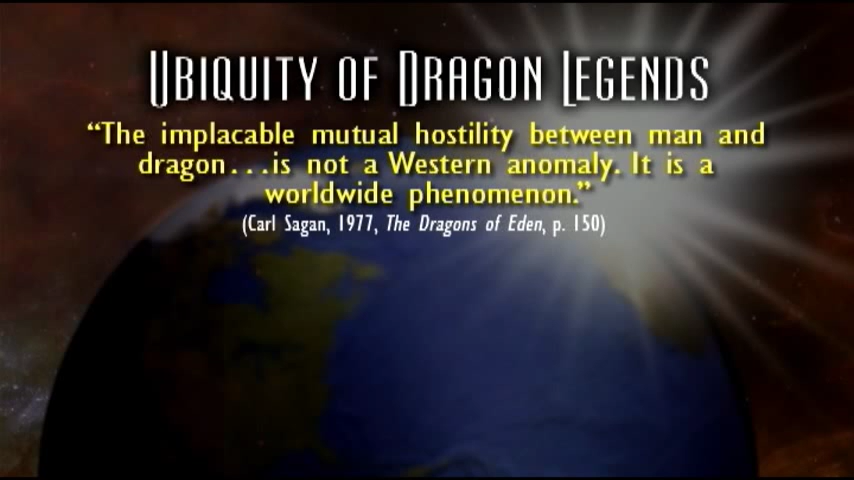 UBIQUITY OF DRAGON LEGENDS
“The implacable mutual hostility between man and
dragon...is not a Western anomaly. It is a
worldwide phenomenon.”
(Carl Sagan, 1977, The Dragons of Eden, p. 150)